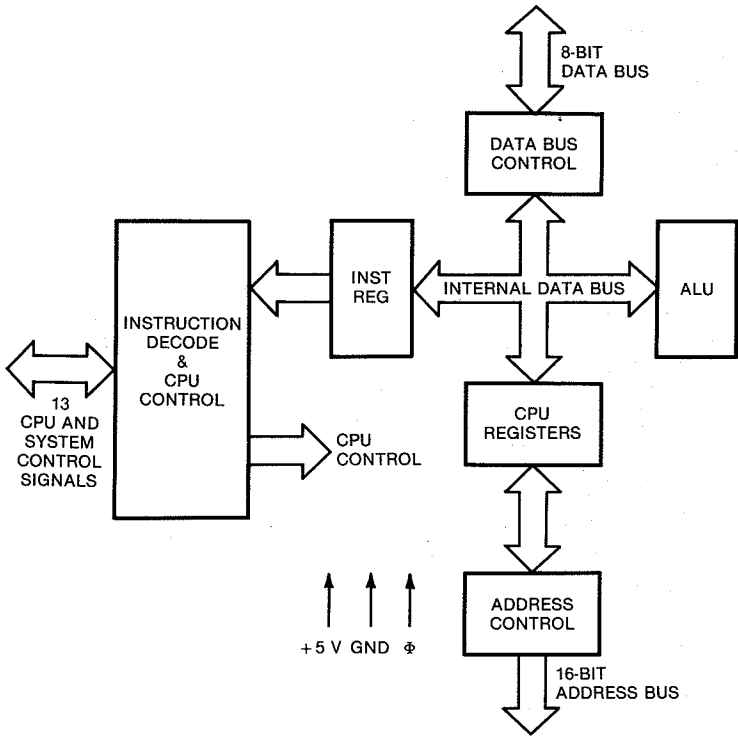 8-BIT
DATA BUS
DATA BUS
CONTROL
INST
REG
INTERNAL DATA BUS
ALU
INSTRUCTION
DECODE
&
CPU
CONTROL
13
CPU AND
SYSTEM
CONTROL
SIGNALS
CPU
CONTROL
CPU
REGISTERS
ADDRESS
CONTROL
+5 V GND Φ
16-BIT
ADDRESS BUS